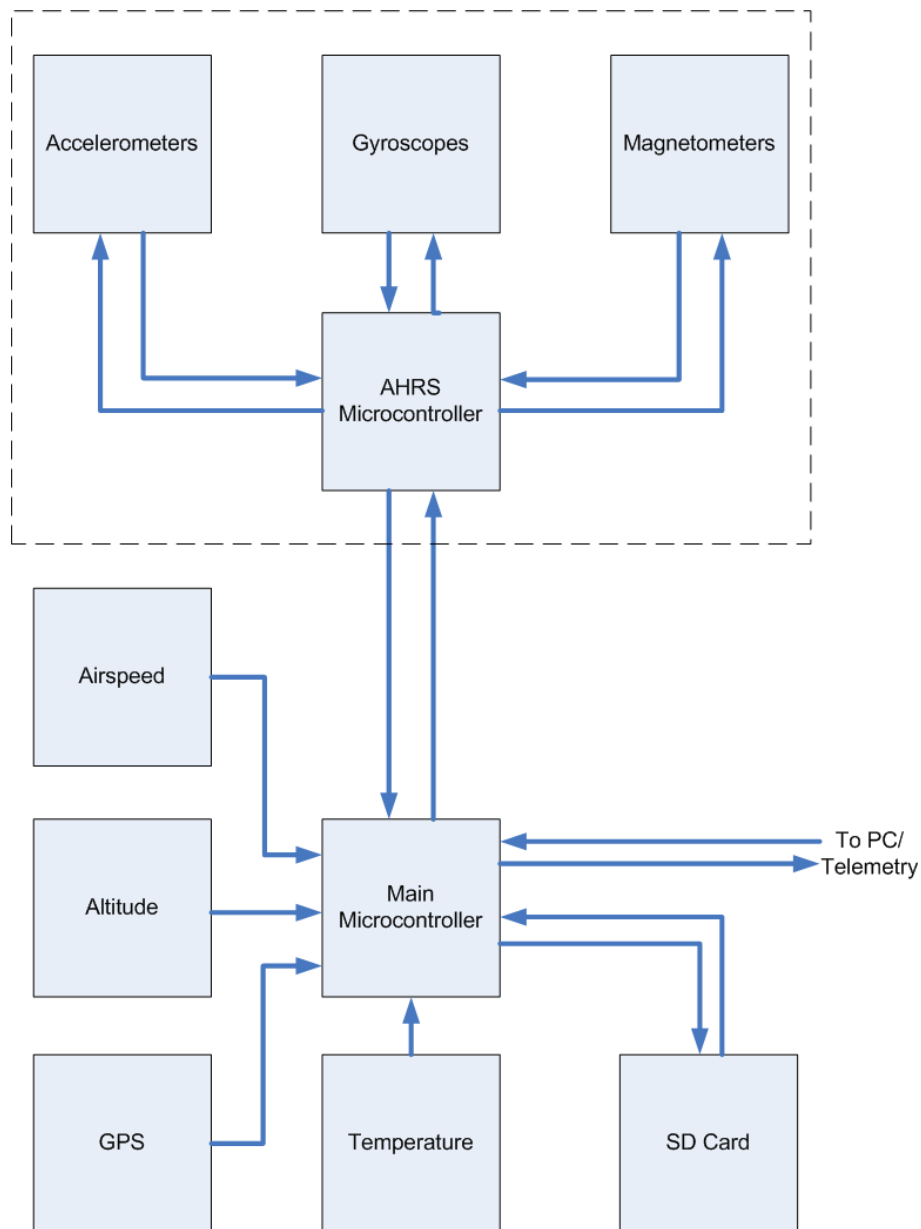 Accelerometers
Gyroscopes
Magnetometers
AHRS
Microcontroller
Airspeed
To PC/
Telemetry
Altitude
Main
Microcontroller
GPS
Temperature
SD Card